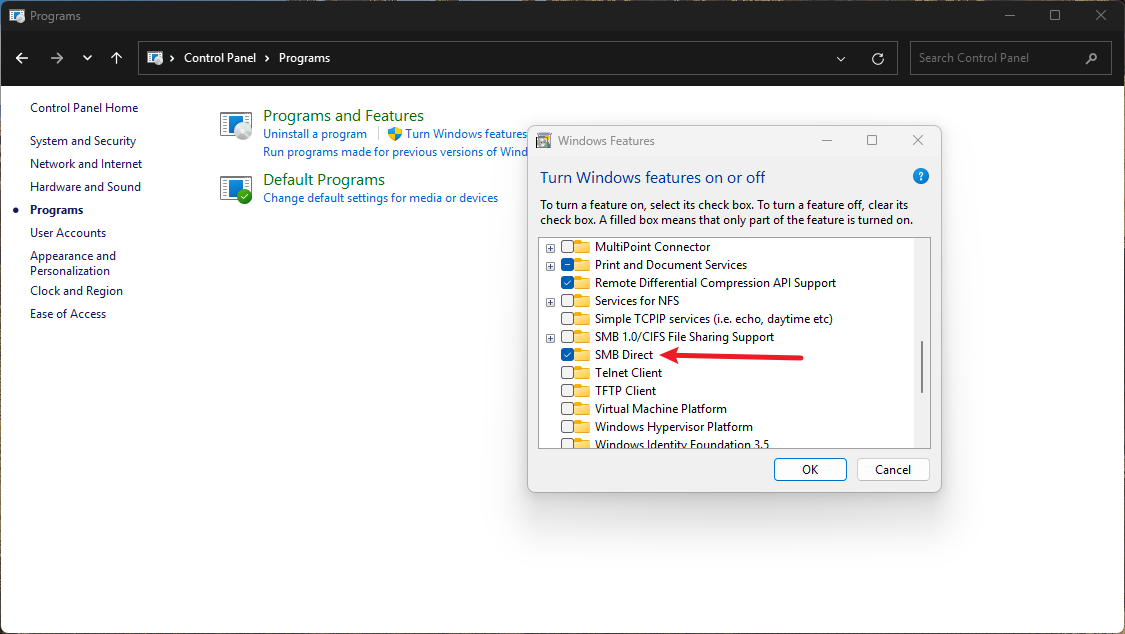 Programs
Control Panel › Programs
Search Control Panel
Control Panel Home
System and Security
Network and Internet
Hardware and Sound
Programs
User Accounts
Appearance and
Personalization
Clock and Region
Ease of Access
Programs and Features
Uninstall a program
Turn Windows features
Run programs made for previous versions of Wind
Default Programs
Change default settings for media or devices
Windows Features
Turn Windows features on or off
?
To turn a feature on, select its check box. To turn a feature off, clear its
check box. A filled box means that only part of the feature is turned on.
MultiPoint Connector
Print and Document Services
Remote Differential Compression API Support
Services for NFS
Simple TCPIP services (i.e. echo, daytime etc)
SMB 1.0/CIFS File Sharing Support
SMB Direct
Telnet Client
TFTP Client
Virtual Machine Platform
Windows Hypervisor Platform
Windows Identity Foundation 3.5
OK
Cancel